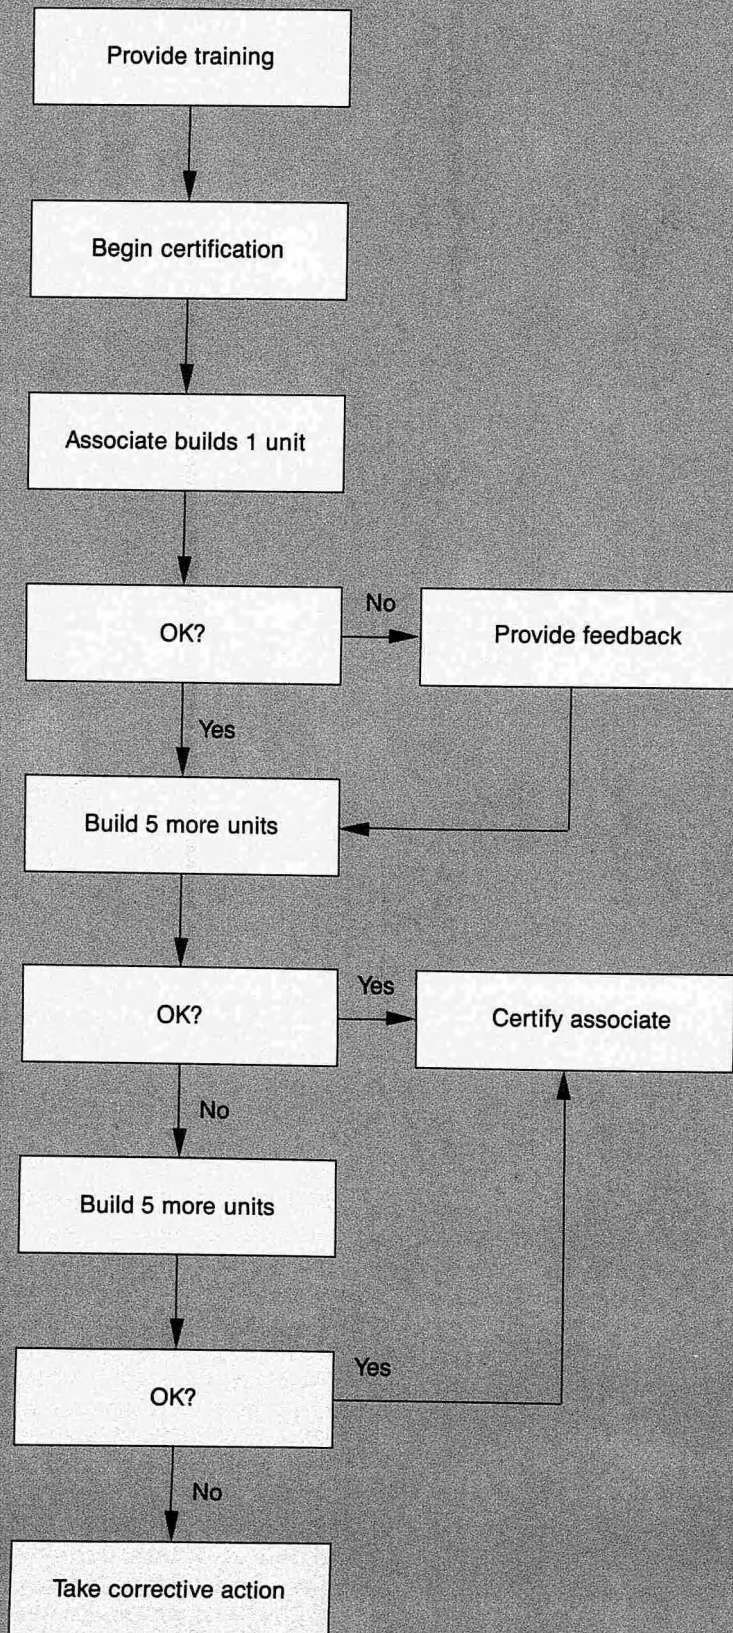 Provide training
Begin certification
Associate builds 1 unit
OK?
No
Provide feedback
Yes
Build 5 more units
OK?
Yes
Certify associate
No
Build 5 more units
OK?
Yes
No
Take corrective action